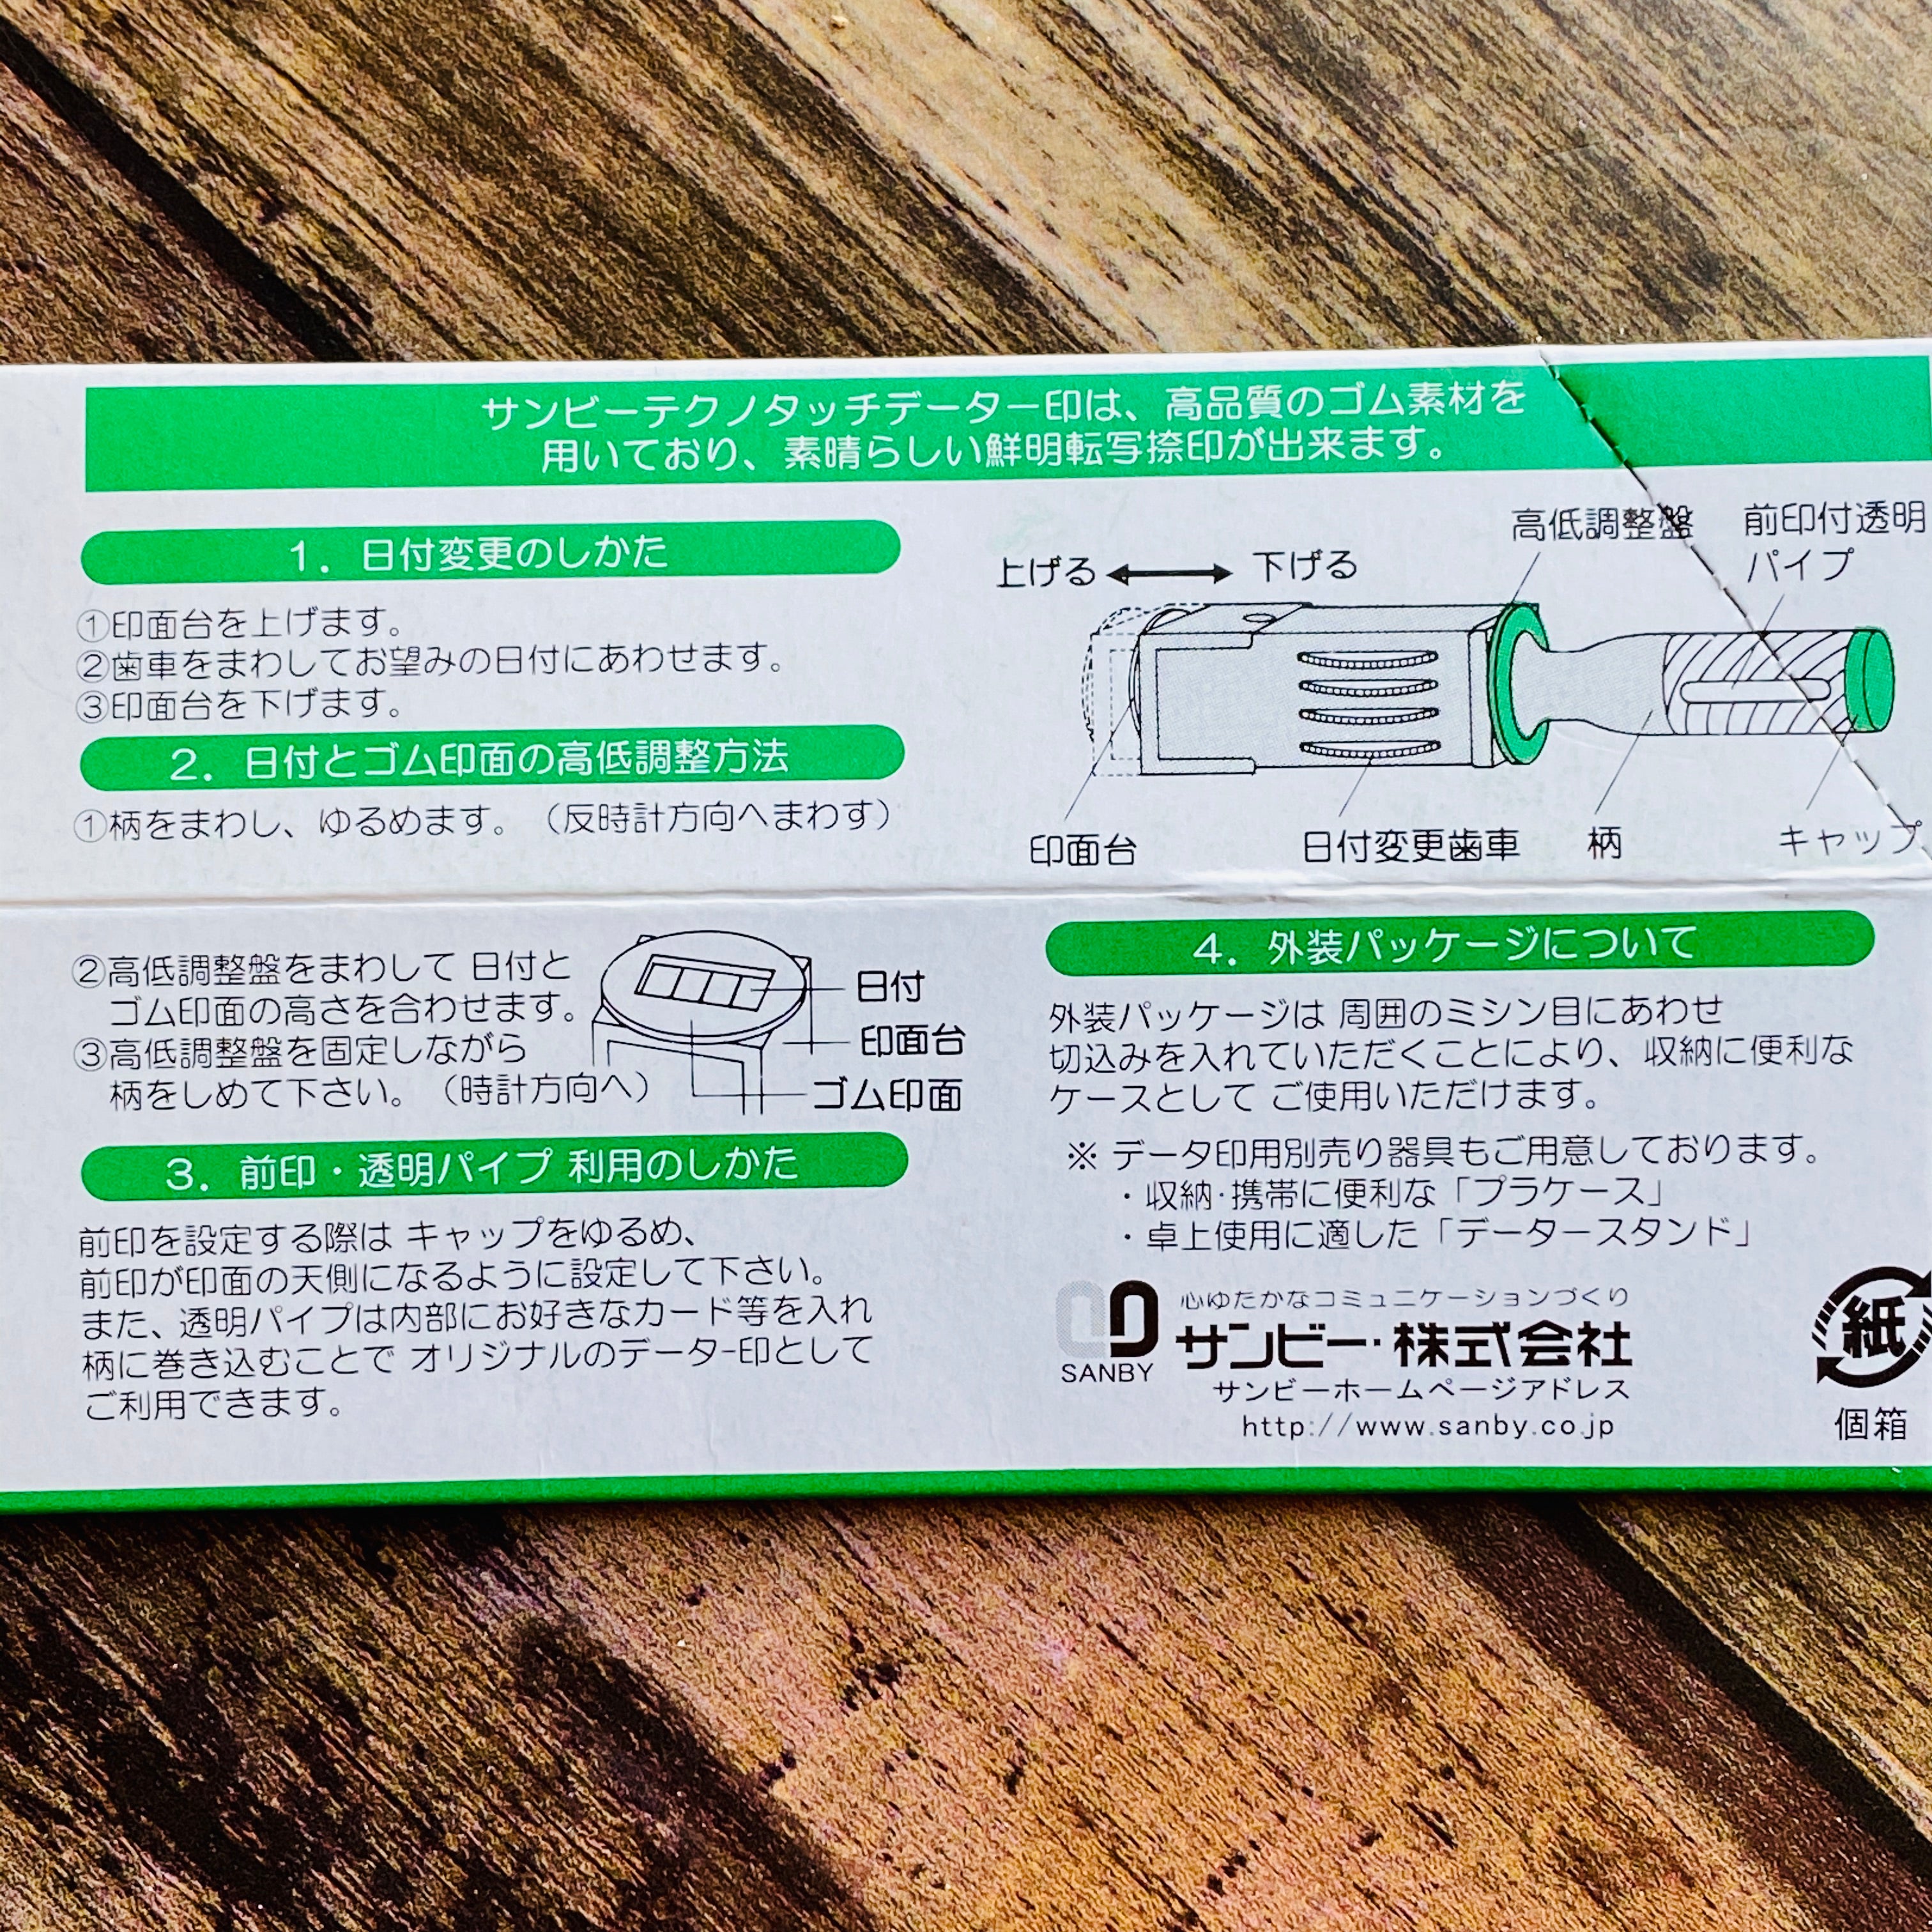 サンビーテクノタッチデーター印は、高品質のゴム素材を
用いており、素晴らしい鮮明転写捺印が出来ます。
1. 日付変更のしかた
①印面台を上げます。
②歯車をまわしてお望みの日付にあわせます。
③印面台を下げます。
2. 日付とゴム印面の高低調整方法
①柄をまわし、ゆるめます。（反時計方向へまわす）
高低調整盤
前印付透明
パイプ
上げる
下げる
印面台
日付変更歯車
柄
キャップ
②高低調整盤をまわして 日付と
ゴム印面の高さを合わせます。
③高低調整盤を固定しながら
柄をしめて下さい。（時計方向へ）
日付
印面台
ゴム印面
3. 前印・透明パイプ 利用のしかた
前印を設定する際は キャップをゆるめ、
前印が印面の天側になるように設定して下さい。
また、透明パイプは内部にお好きなカード等を入れ
柄に巻き込むことで オリジナルのデーター印として
ご利用できます。
4. 外装パッケージについて
外装パッケージは 周囲のミシン目にあわせ
切込みを入れていただくことにより、収納に便利な
ケースとして ご使用いただけます。
※ データ印用別売り器具もご用意しております。
・収納・携帯に便利な「プラケース」
・卓上使用に適した「データースタンド」
心ゆたかなコミュニケーションづくり
サンビー・株式会社
SANBY
サンビーホームページアドレス
http://www.sanby.co.jp
紙
個箱